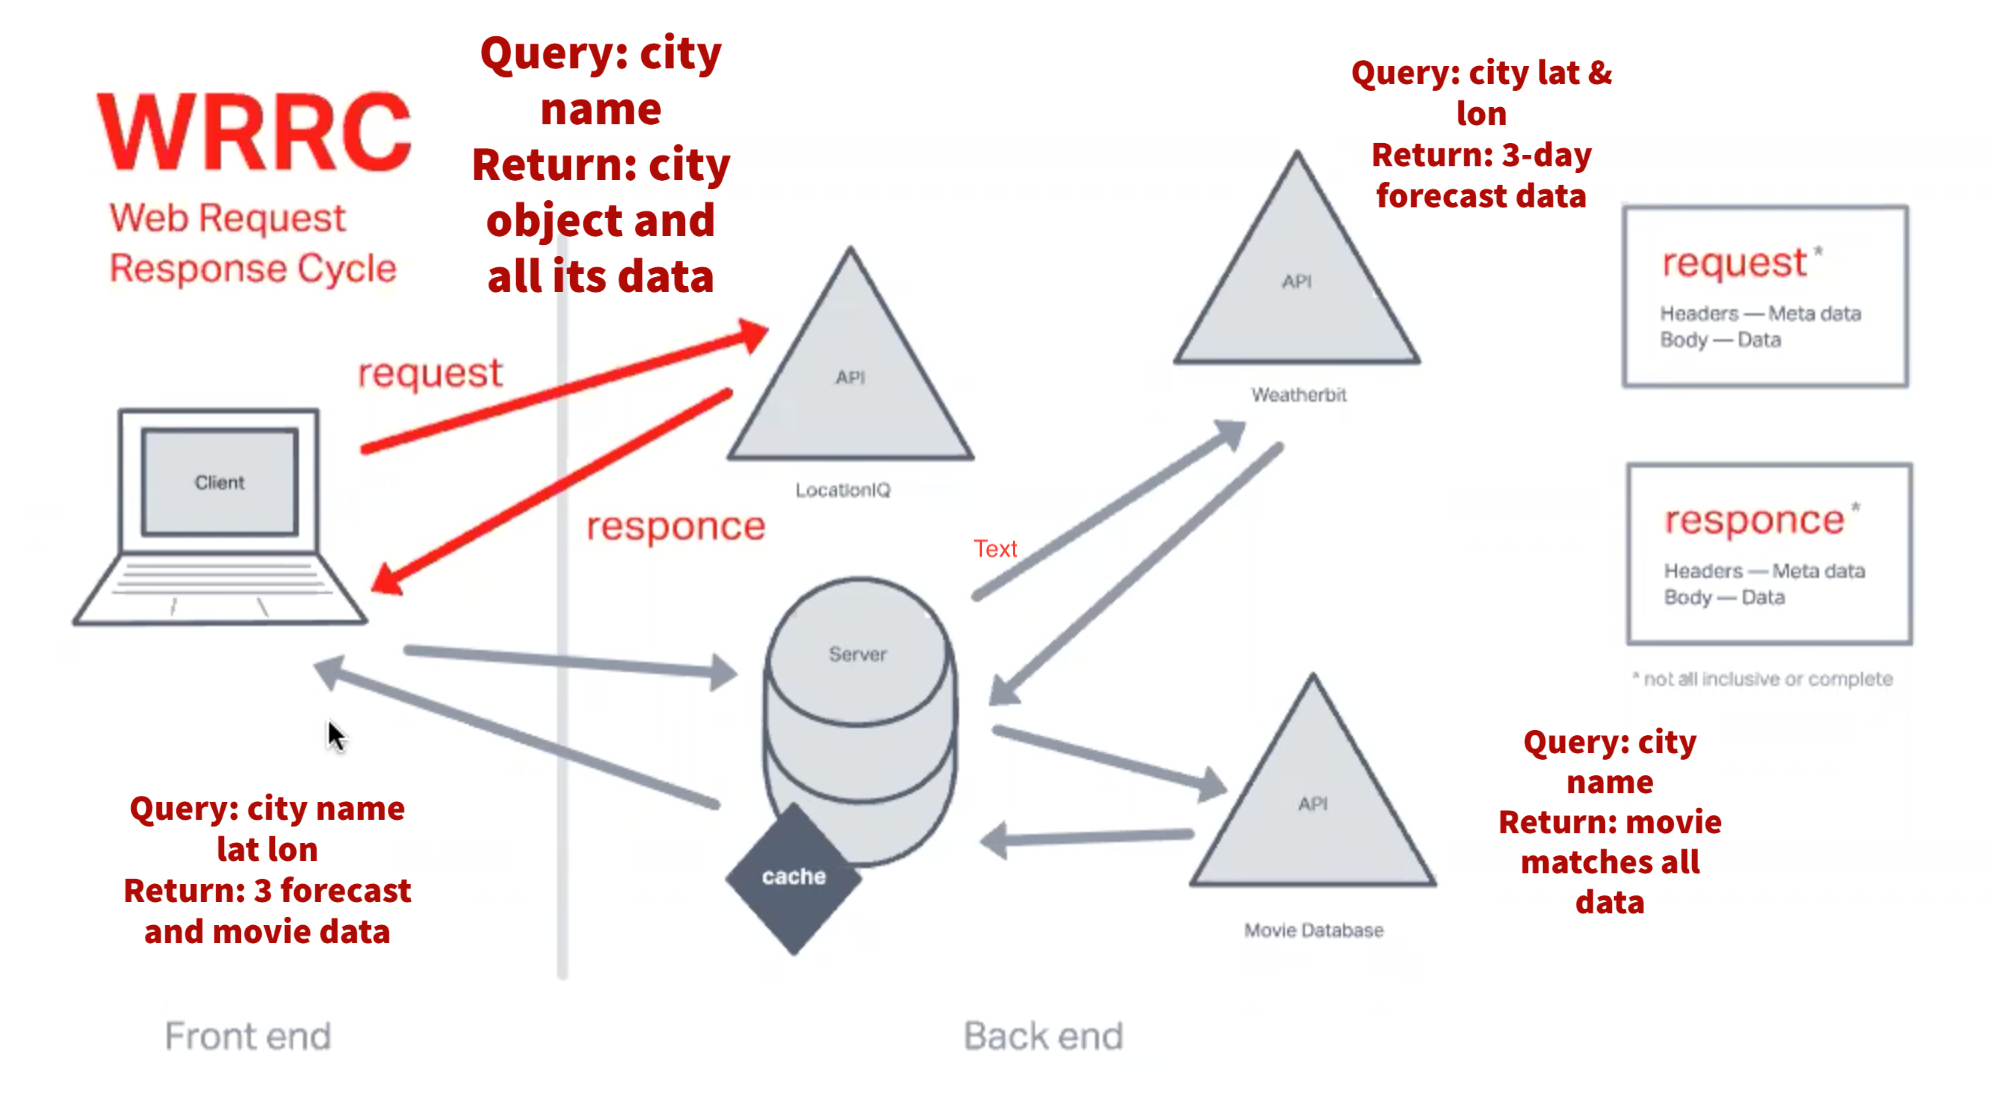 WRRC
Web Request
Response Cycle
Query: city
name
Return: city
object and
all its data
request
Client
API
LocationIQ
responce
Query: city lat &
lon
Return: 3-day
forecast data
API
Weatherbit
Text
request*
Headers — Meta data
Body — Data
responce*
Headers — Meta data
Body — Data
* not all inclusive or complete
Server
cache
API
Movie Database
Query: city
name
Return: movie
matches all
data
Query: city name
lat lon
Return: 3 forecast
and movie data
Front end
Back end